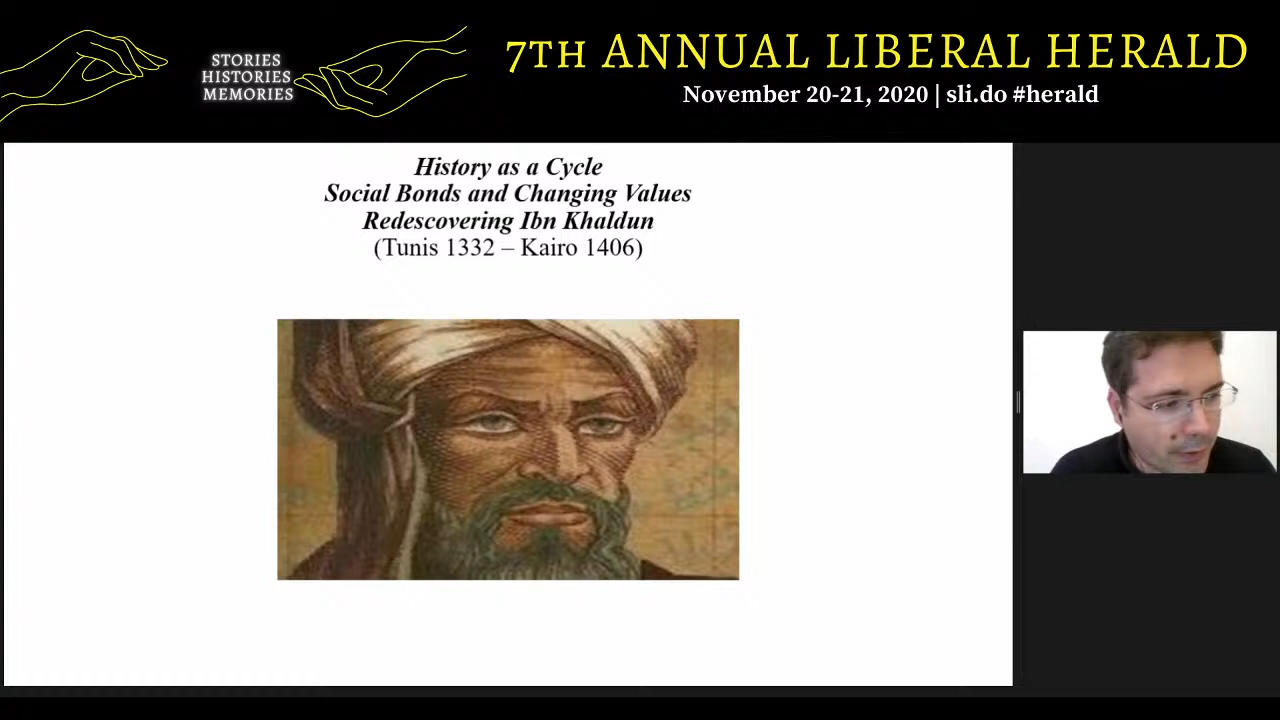 STORIES
HISTORIES
MEMORIES
7TH ANNUAL LIBERAL HERALD
November 20-21, 2020 | sli.do #herald
History as a Cycle
Social Bonds and Changing Values
Redescovering Ibn Khaldun
(Tunis 1332 – Kairo 1406)